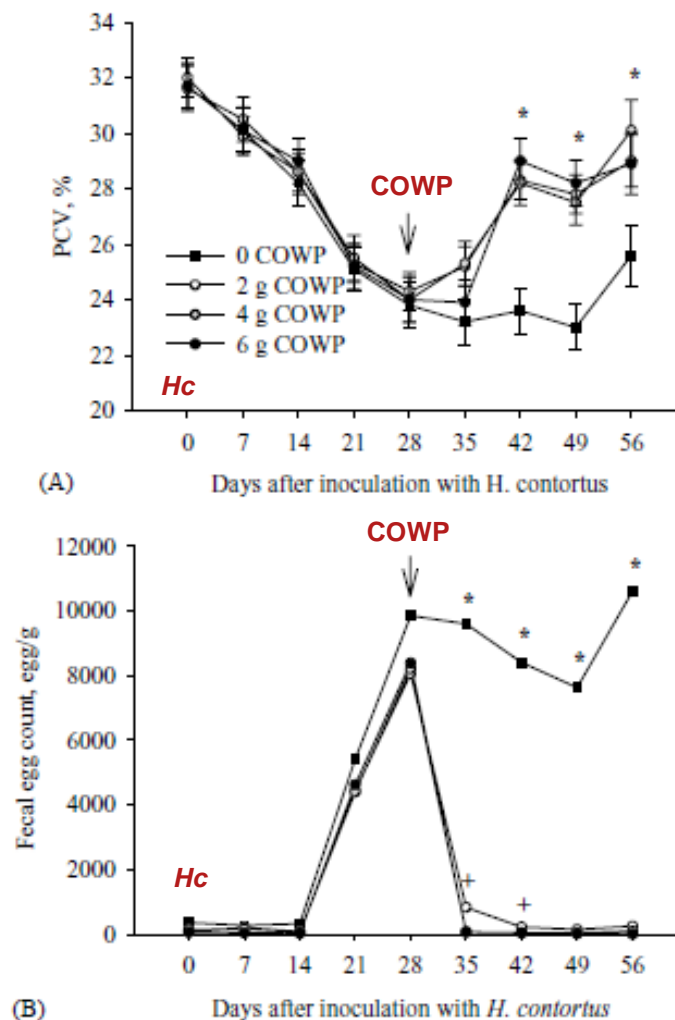 34
32
30
28
26
24
22
20
PCV, %
COWP
0 COWP
2 g COWP
4 g COWP
6 g COWP
Hc
* * *
0 7 14 21 28 35 42 49 56
(A) Days after inoculation with H. contortus
COWP
12000
10000
8000
6000
4000
2000
0
Fecal egg count, egg/g
* * * *
Hc
+ +
0 7 14 21 28 35 42 49 56
(B) Days after inoculation with H. contortus